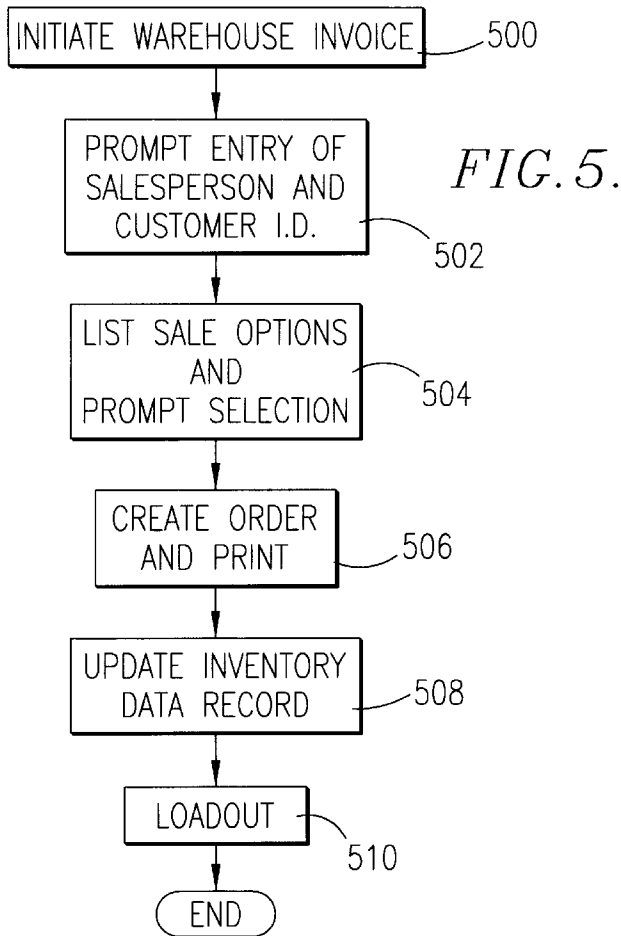 INITIATE WAREHOUSE INVOICE
500
PROMPT ENTRY OF
SALESPERSON AND
CUSTOMER I.D.
502
FIG. 5.
LIST SALE OPTIONS
AND
PROMPT SELECTION
504
CREATE ORDER
AND PRINT
506
UPDATE INVENTORY
DATA RECORD
508
LOADOUT
510
END